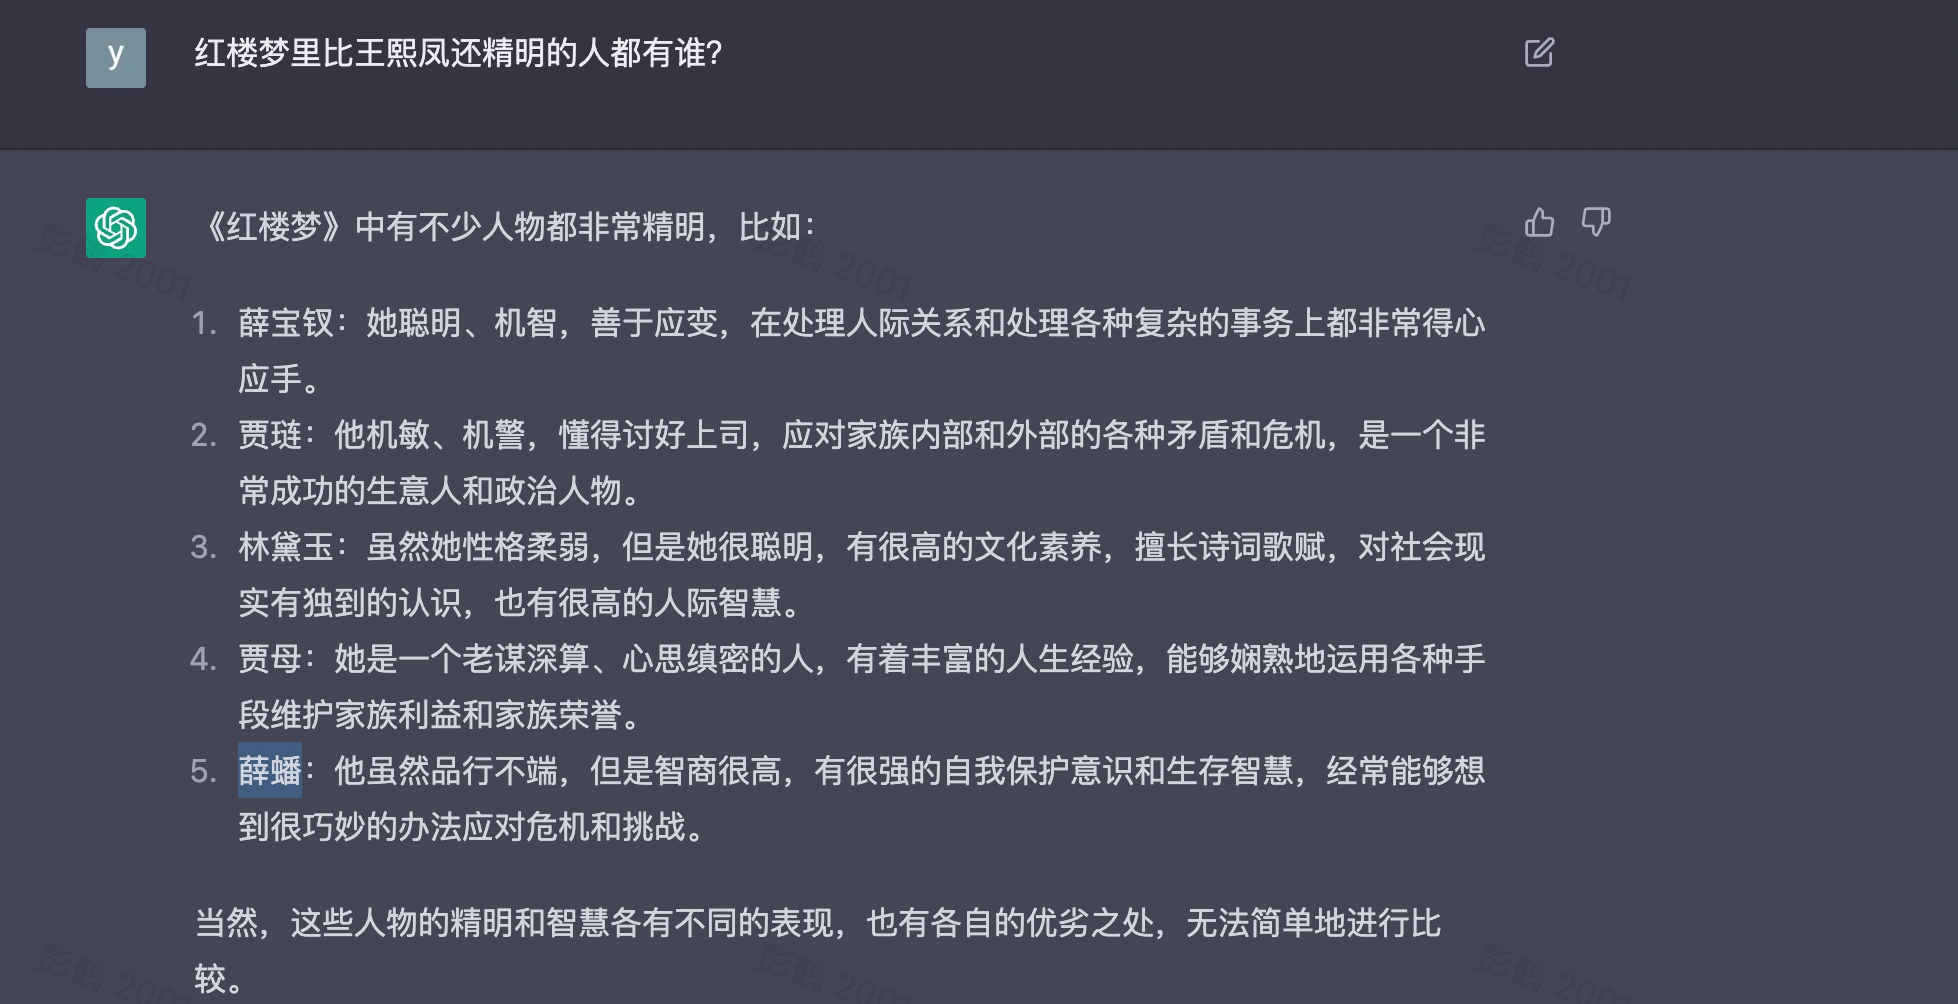 y
红楼梦里比王熙凤还精明的人都有谁?
《红楼梦》中有不少人物都非常精明，比如：
1. 薛宝钗：她聪明、机智，善于应变，在处理人际关系和处理各种复杂的事务上都非常得心
应手。
2. 贾琏：他机敏、机警，懂得讨好上司，应对家族内部和外部的各种矛盾和危机，是一个非
常成功的生意人和政治人物。
3. 林黛玉：虽然她性格柔弱，但是她很聪明，有很高的文化素养，擅长诗词歌赋，对社会现
实有独到的认识，也有很高的人际智慧。
4. 贾母：她是一个老谋深算、心思缜密的人，有着丰富的人生经验，能够娴熟地运用各种手
段维护家族利益和家族荣誉。
5. 薛蟠：他虽然品行不端，但是智商很高，有很强的自我保护意识和生存智慧，经常能够想
到很巧妙的办法应对危机和挑战。
当然，这些人物的精明和智慧各有不同的表现，也有各自的优劣之处，无法简单地进行比
较。
彭鹤 2001
彭鹤 2001
彭鹤 2001
彭鹤 2001
彭鹤 2001
彭鹤 2001